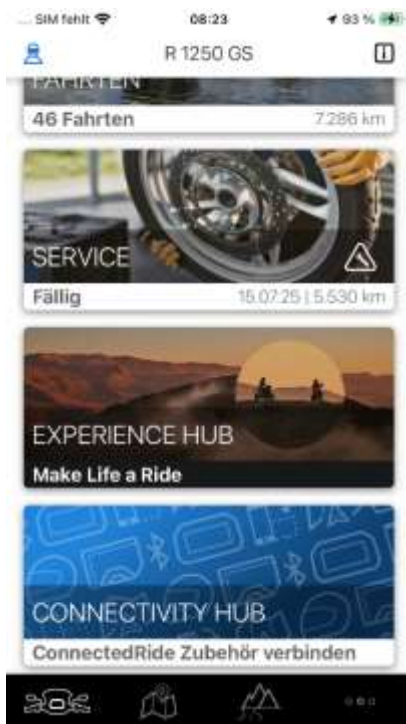 SIM fehlt 08:23 93 %
R 1250 GS
FAHRTEN
46 Fahrten 7.286 km
SERVICE
Fällig 15.07.25 | 5.530 km
EXPERIENCE HUB
Make Life a Ride
CONNECTIVITY HUB
ConnectedRide Zubehör verbinden